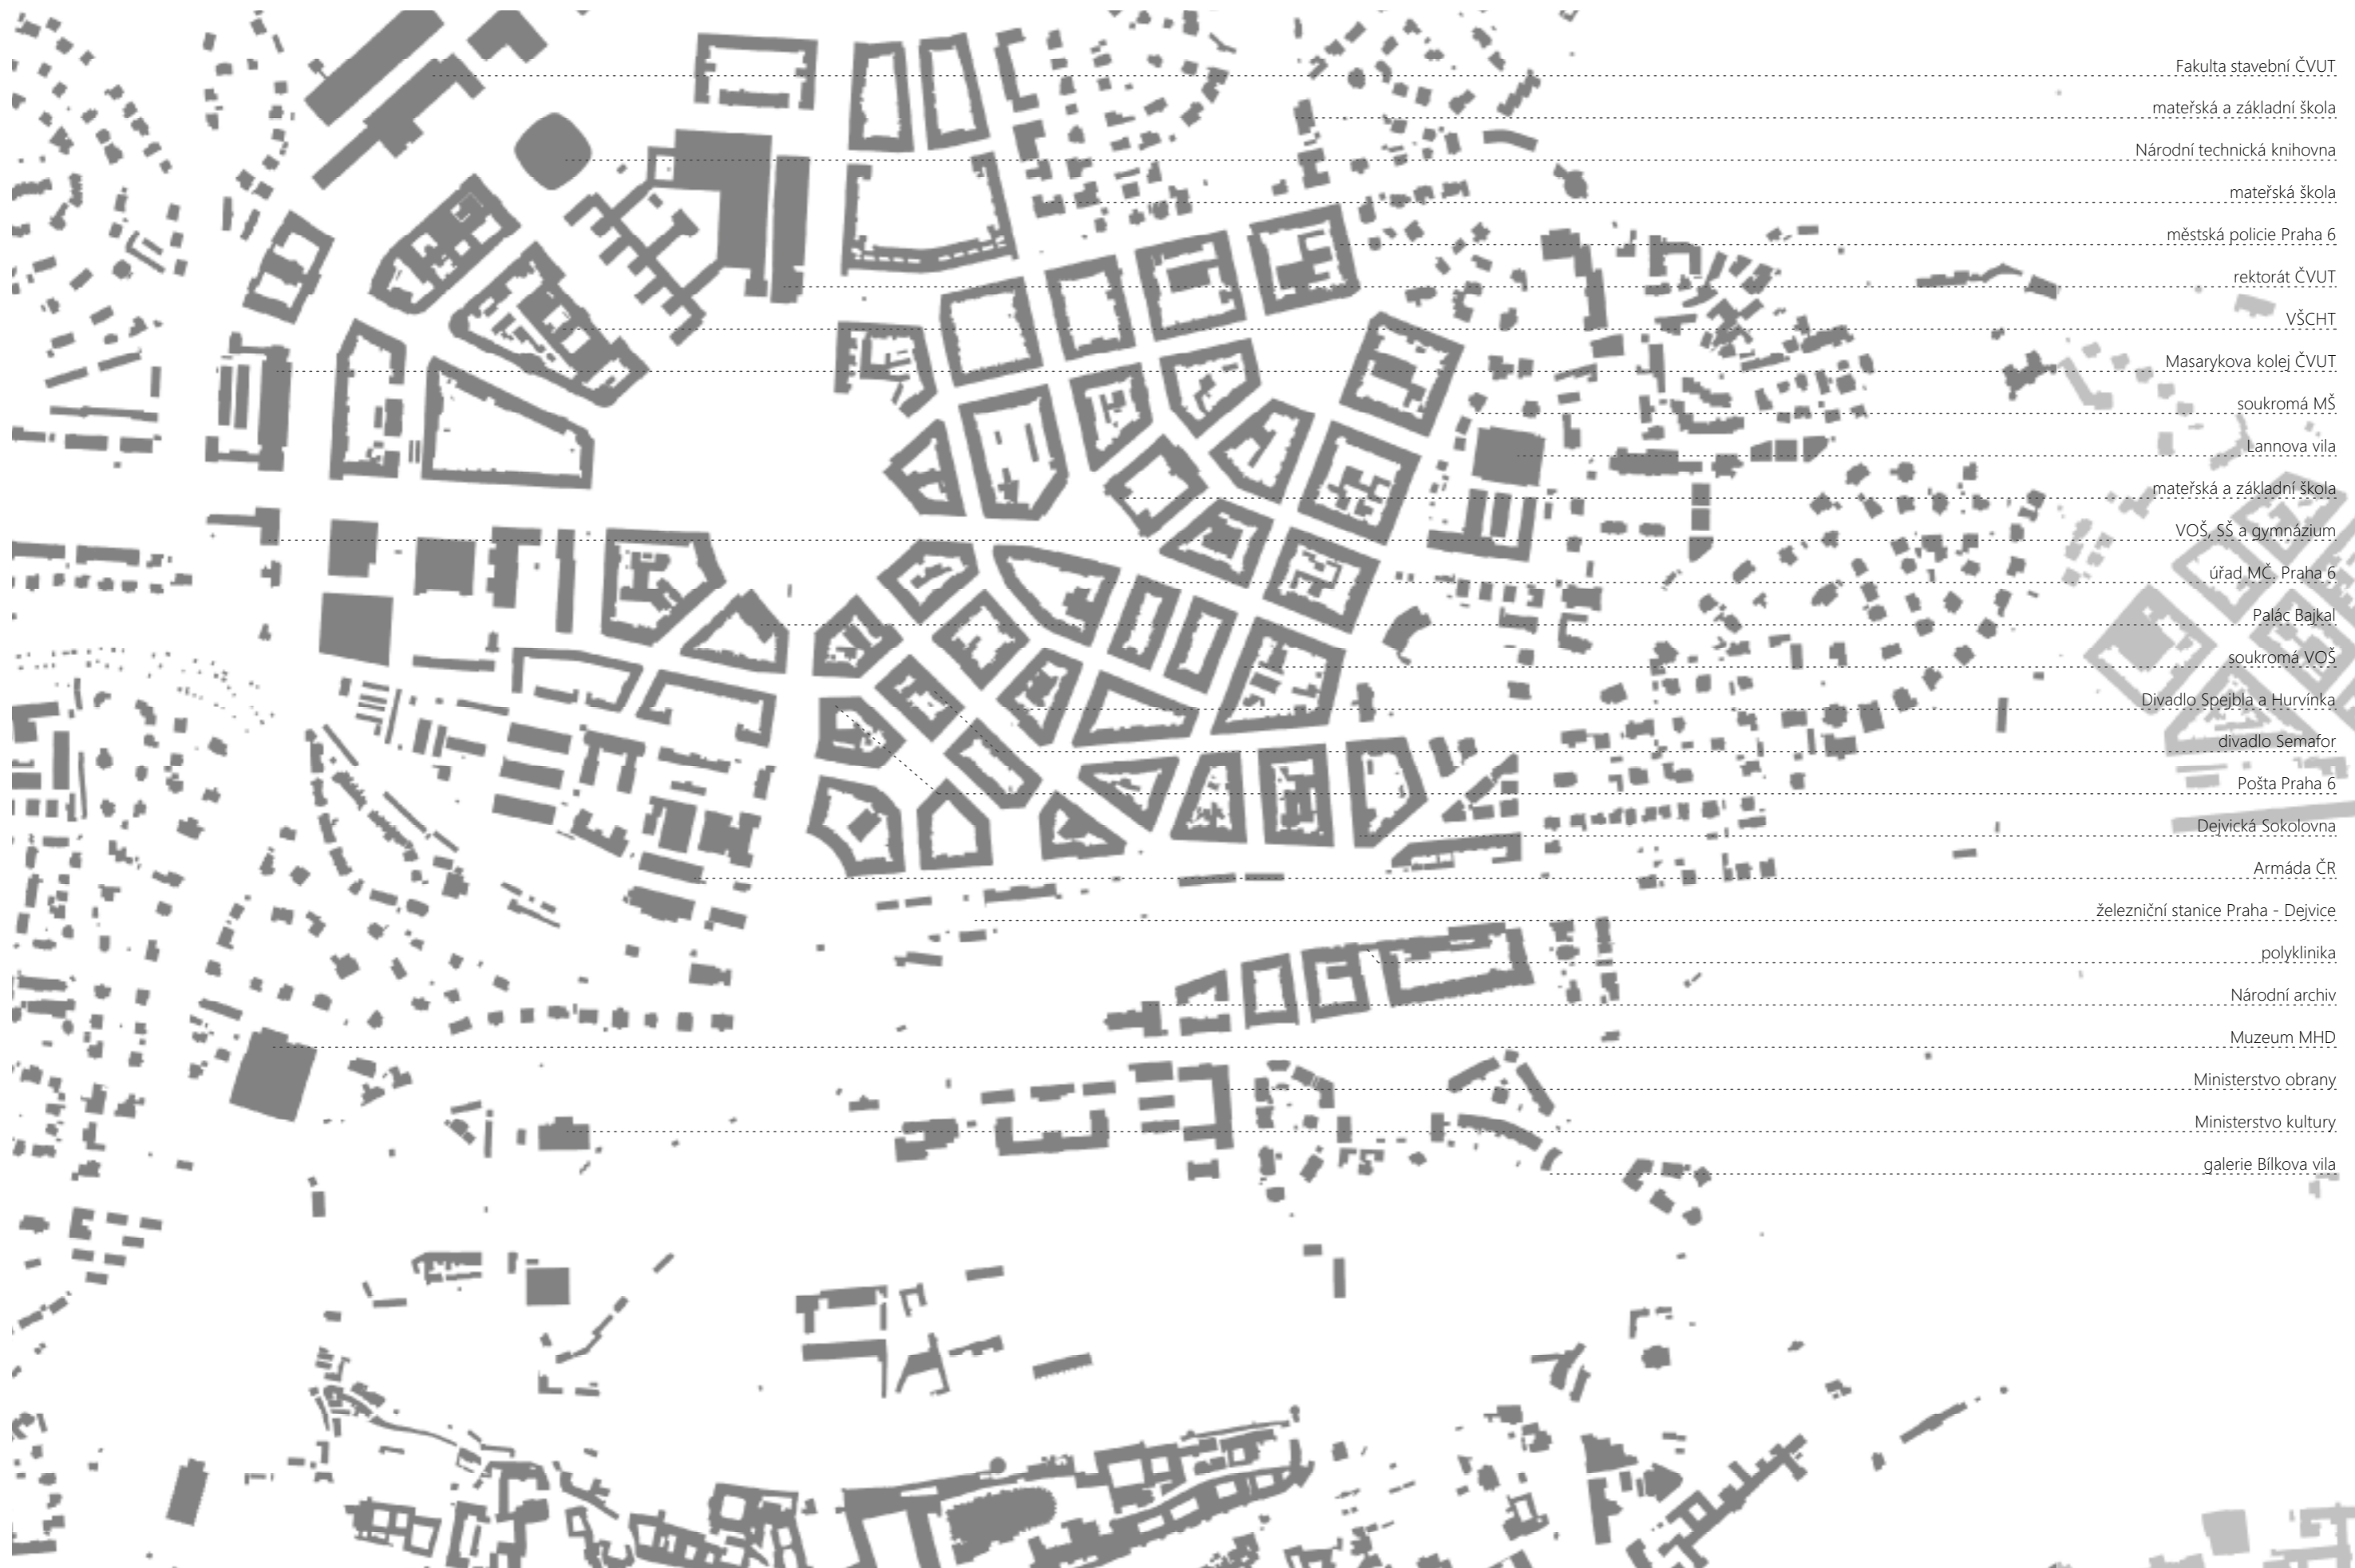 Fakulta stavební ČVUT
mateřská a základní škola
Národní technická knihovna
mateřská škola
městská policie Praha 6
rektorát ČVUT
VŠCHT
Masarykova kolej ČVUT
soukromá MŠ
Lannova vila
mateřská a základní škola
VOŠ, SŠ a gymnázium
úřad MČ. Praha 6
Palác Bajkal
soukromá VOŠ
Divadlo Spejbla a Hurvínka
divadlo Semafor
Pošta Praha 6
Dejvická Sokolovna
Armáda ČR
železniční stanice Praha - Dejvice
polyklinika
Národní archiv
Muzeum MHD
Ministerstvo obrany
Ministerstvo kultury
galerie Bílkova vila